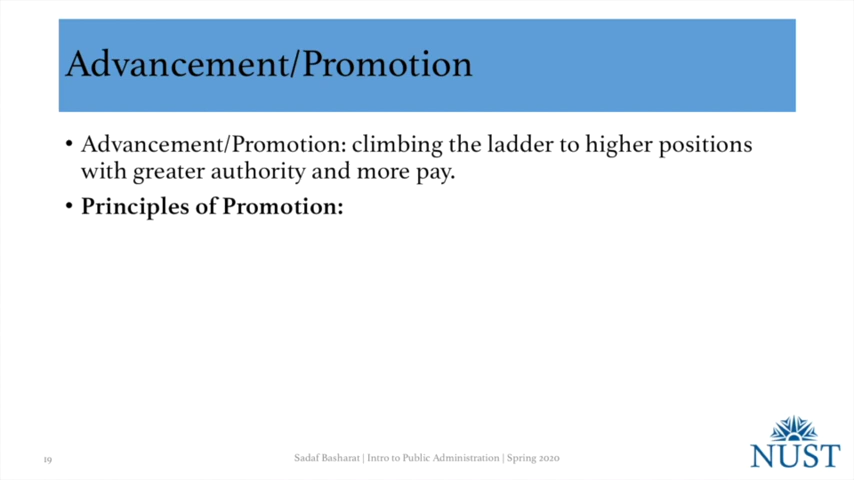 Advancement/Promotion
• Advancement/Promotion: climbing the ladder to higher positions
with greater authority and more pay.
• Principles of Promotion:
19
Sadaf Basharat | Intro to Public Administration | Spring 2020
NUST